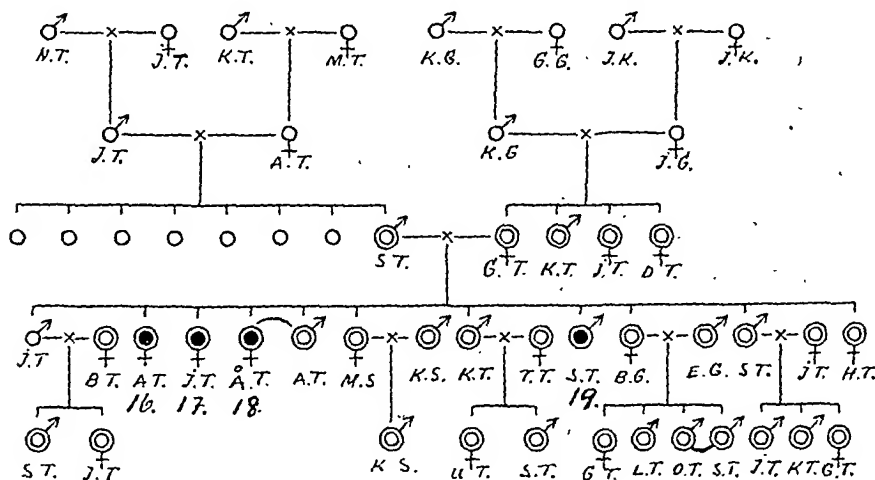 N.T. J.T. K.T. M.T. K.G. G.G. J.K. J.K.
J.T. A.T. K.G J.G.
S T. G.T. K.T. J.T. D T.
J.T B T. A T. J.T. Å.T. A.T. M.S K.S. K.T. T.T. S.T. B.G. E.G. S T. J T. H.T.
16. 17. 18. 19.
S T. J.T K S. U T. S.T. G T. L.T. O.T. S.T. J.T. K T. G.T.